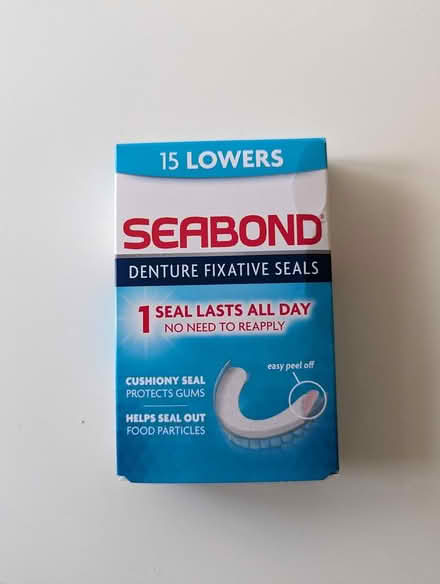 15 LOWERS
SEABOND®
DENTURE FIXATIVE SEALS
1 SEAL LASTS ALL DAY
NO NEED TO REAPPLY
easy peel off
CUSHIONY SEAL
PROTECTS GUMS
HELPS SEAL OUT
FOOD PARTICLES